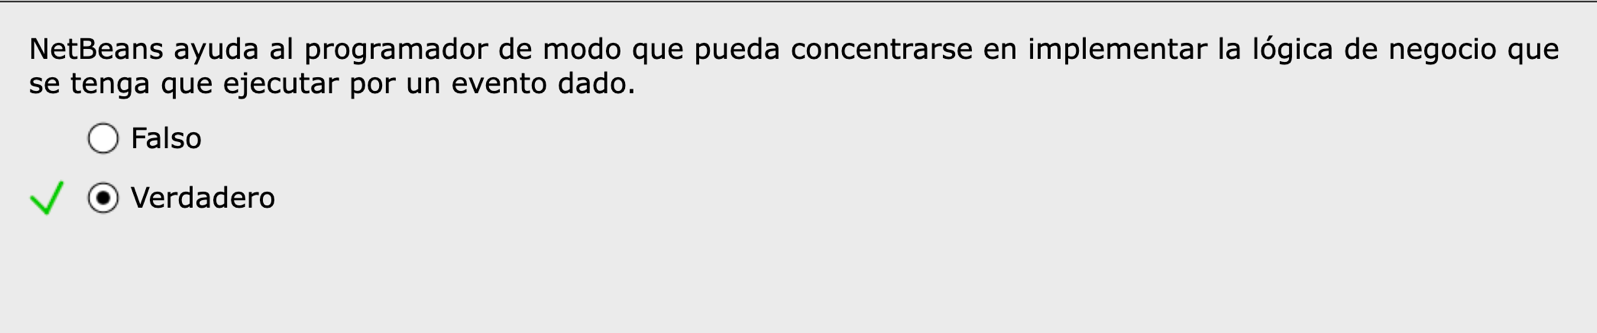 NetBeans ayuda al programador de modo que pueda concentrarse en implementar la lógica de negocio que
se tenga que ejecutar por un evento dado.
Falso
Verdadero